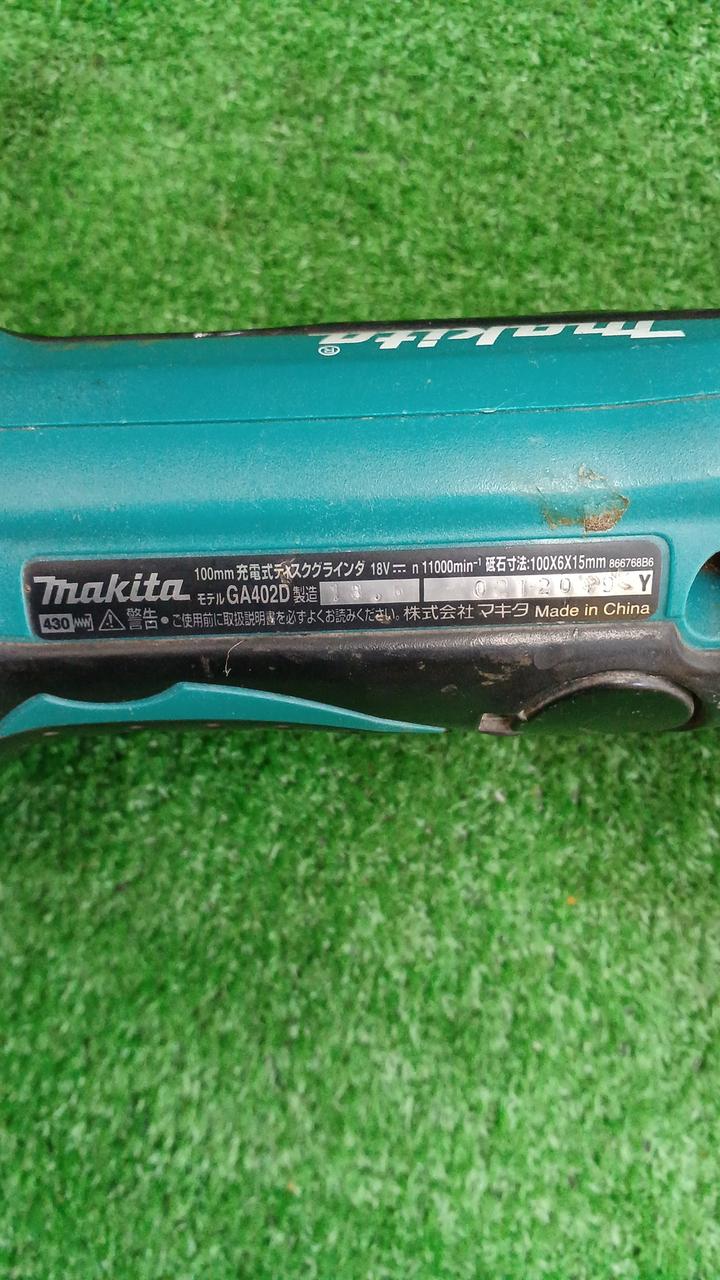 makita®
100mm 充電式ディスクグラインダ 18V⎓ n 11000min⁻¹ 砥石寸法:100X6X15mm 866768B6
makita モデル GA402D 製造 Y
430 警告●ご使用前に取扱説明書を必ずよくお読みください。株式会社 マキタ Made in China